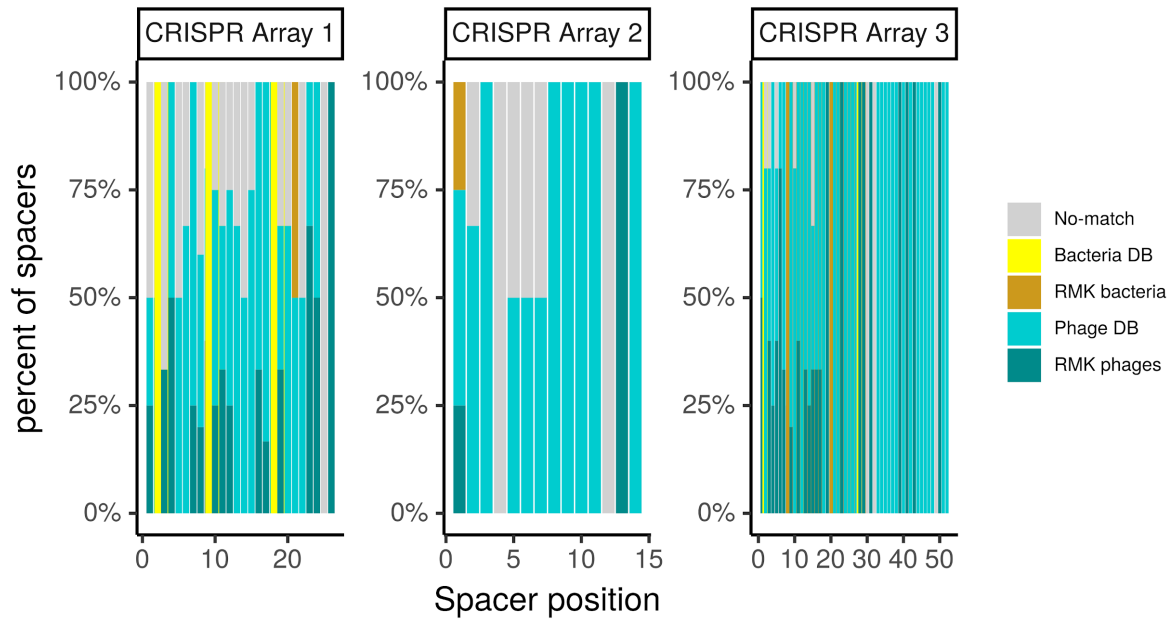 CRISPR Array 1
CRISPR Array 2
CRISPR Array 3
percent of spacers
100%
75%
50%
25%
0%
0 10 20
100%
75%
50%
25%
0%
0 5 10 15
100%
75%
50%
25%
0%
0 10 20 30 40 50
Spacer position
No-match
Bacteria DB
RMK bacteria
Phage DB
RMK phages